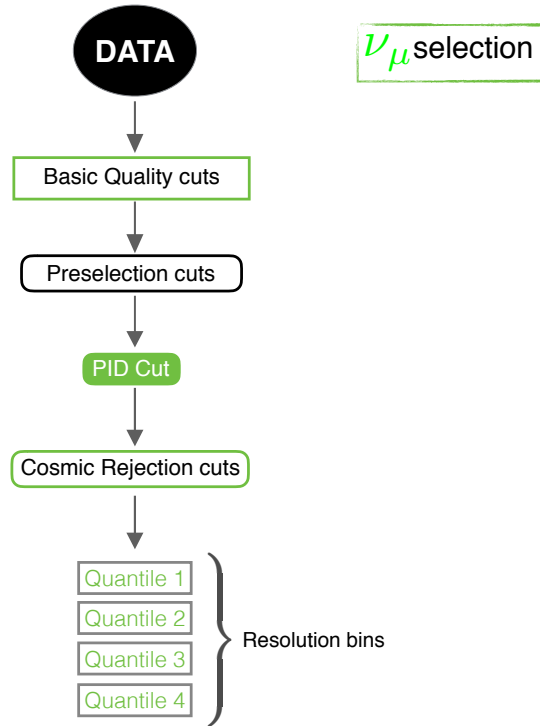 DATA
ν_μ selection
Basic Quality cuts
Preselection cuts
PID Cut
Cosmic Rejection cuts
Quantile 1
Quantile 2
Quantile 3
Quantile 4
Resolution bins